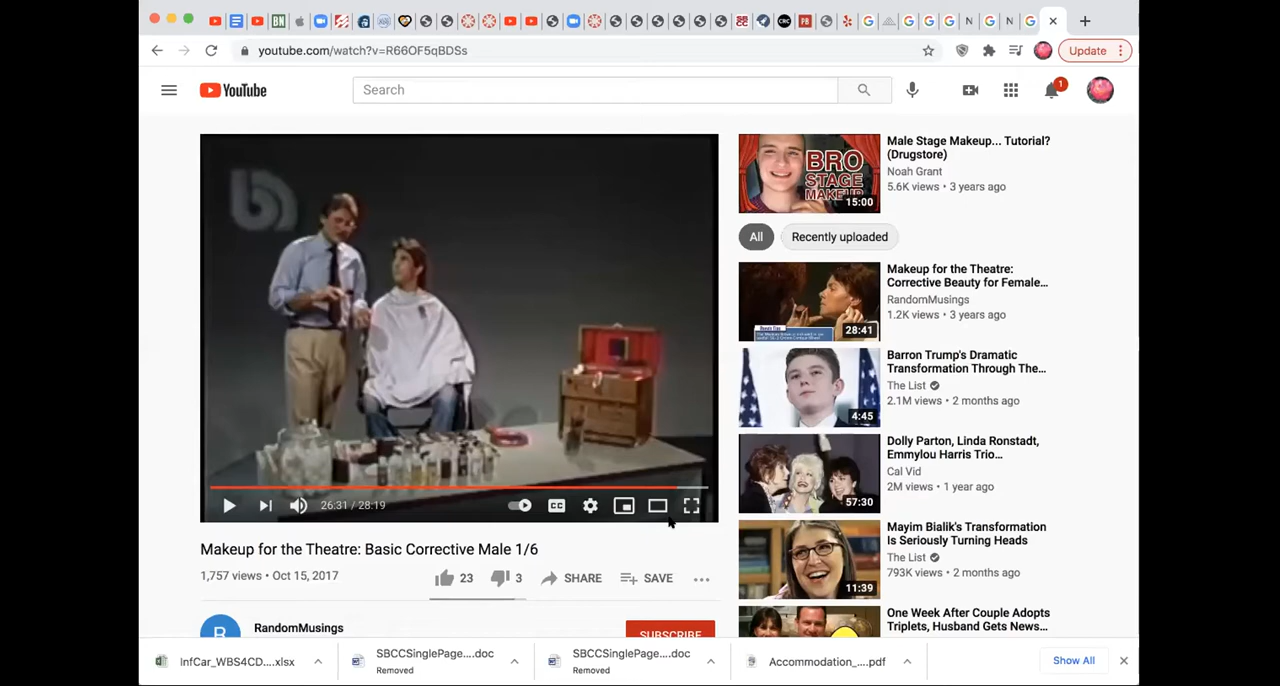 BN
CNC
PB
youtube.com/watch?v=R66OF5qBDSs
Update
YouTube
Search
1
26:31 / 28:19
CC
Makeup for the Theatre: Basic Corrective Male 1/6
1,757 views • Oct 15, 2017
23
3
SHARE
SAVE
RandomMusings
SUBSCRIBE
BRO
STAGE
MAKEUP
15:00
Male Stage Makeup... Tutorial?
(Drugstore)
Noah Grant
5.6K views • 3 years ago
All
Recently uploaded
28:41
Makeup for the Theatre:
Corrective Beauty for Female...
RandomMusings
1.2K views • 3 years ago
4:45
Barron Trump's Dramatic
Transformation Through The...
The List
2.1M views • 2 months ago
57:30
Dolly Parton, Linda Ronstadt,
Emmylou Harris Trio...
Cal Vid
2M views • 1 year ago
11:39
Mayim Bialik's Transformation
Is Seriously Turning Heads
The List
793K views • 2 months ago
One Week After Couple Adopts
Triplets, Husband Gets News...
InfCar_WBS4CD....xlsx
SBCCSinglePage....doc
Removed
SBCCSinglePage....doc
Removed
Accommodation_....pdf
Show All